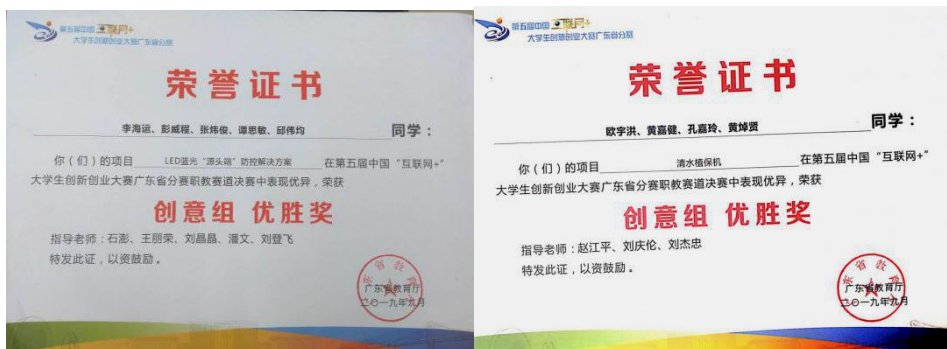 第五届中国 互联网+
大学生创新创业大赛广东省分赛
荣誉证书
李海运、彭威程、张炜俊、谭思敏、邱伟均 同学：
你（们）的项目 LED蓝光“源头端”防控解决方案 在第五届中国“互联网+”
大学生创新创业大赛广东省分赛职教赛道决赛中表现优异，荣获
创意组 优胜奖
指导老师：石澎、王丽荣、刘晶晶、潘文、刘登飞
特发此证，以资鼓励。
广东省教育厅
二〇一九年九月
第五届中国 互联网+
大学生创新创业大赛广东省分赛
荣誉证书
欧宇洪、黄嘉健、孔嘉玲、黄焯贤 同学：
你（们）的项目 清水植保机 在第五届中国“互联网+”
大学生创新创业大赛广东省分赛职教赛道决赛中表现优异，荣获
创意组 优胜奖
指导老师：赵江平、刘庆伦、刘杰忠
特发此证，以资鼓励。
广东省教育厅
二〇一九年九月